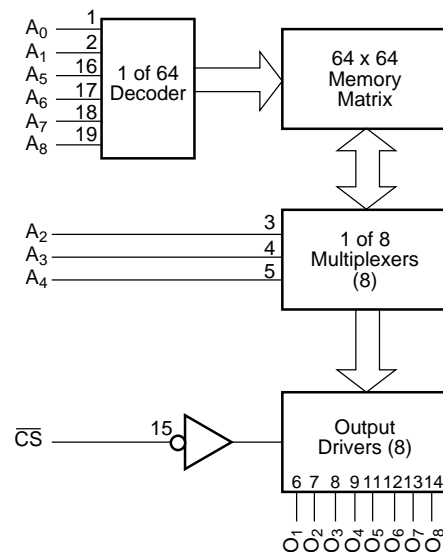 A0 1
A1 2
A5 16
A6 17
A7 18
A8 19
1 of 64
Decoder
64 x 64
Memory
Matrix
A2 3
A3 4
A4 5
1 of 8
Multiplexers
(8)
C̅S̅ 15
Output
Drivers (8)
6 7 8 9 11 12 13 14
O1 O2 O3 O4 O5 O6 O7 O8